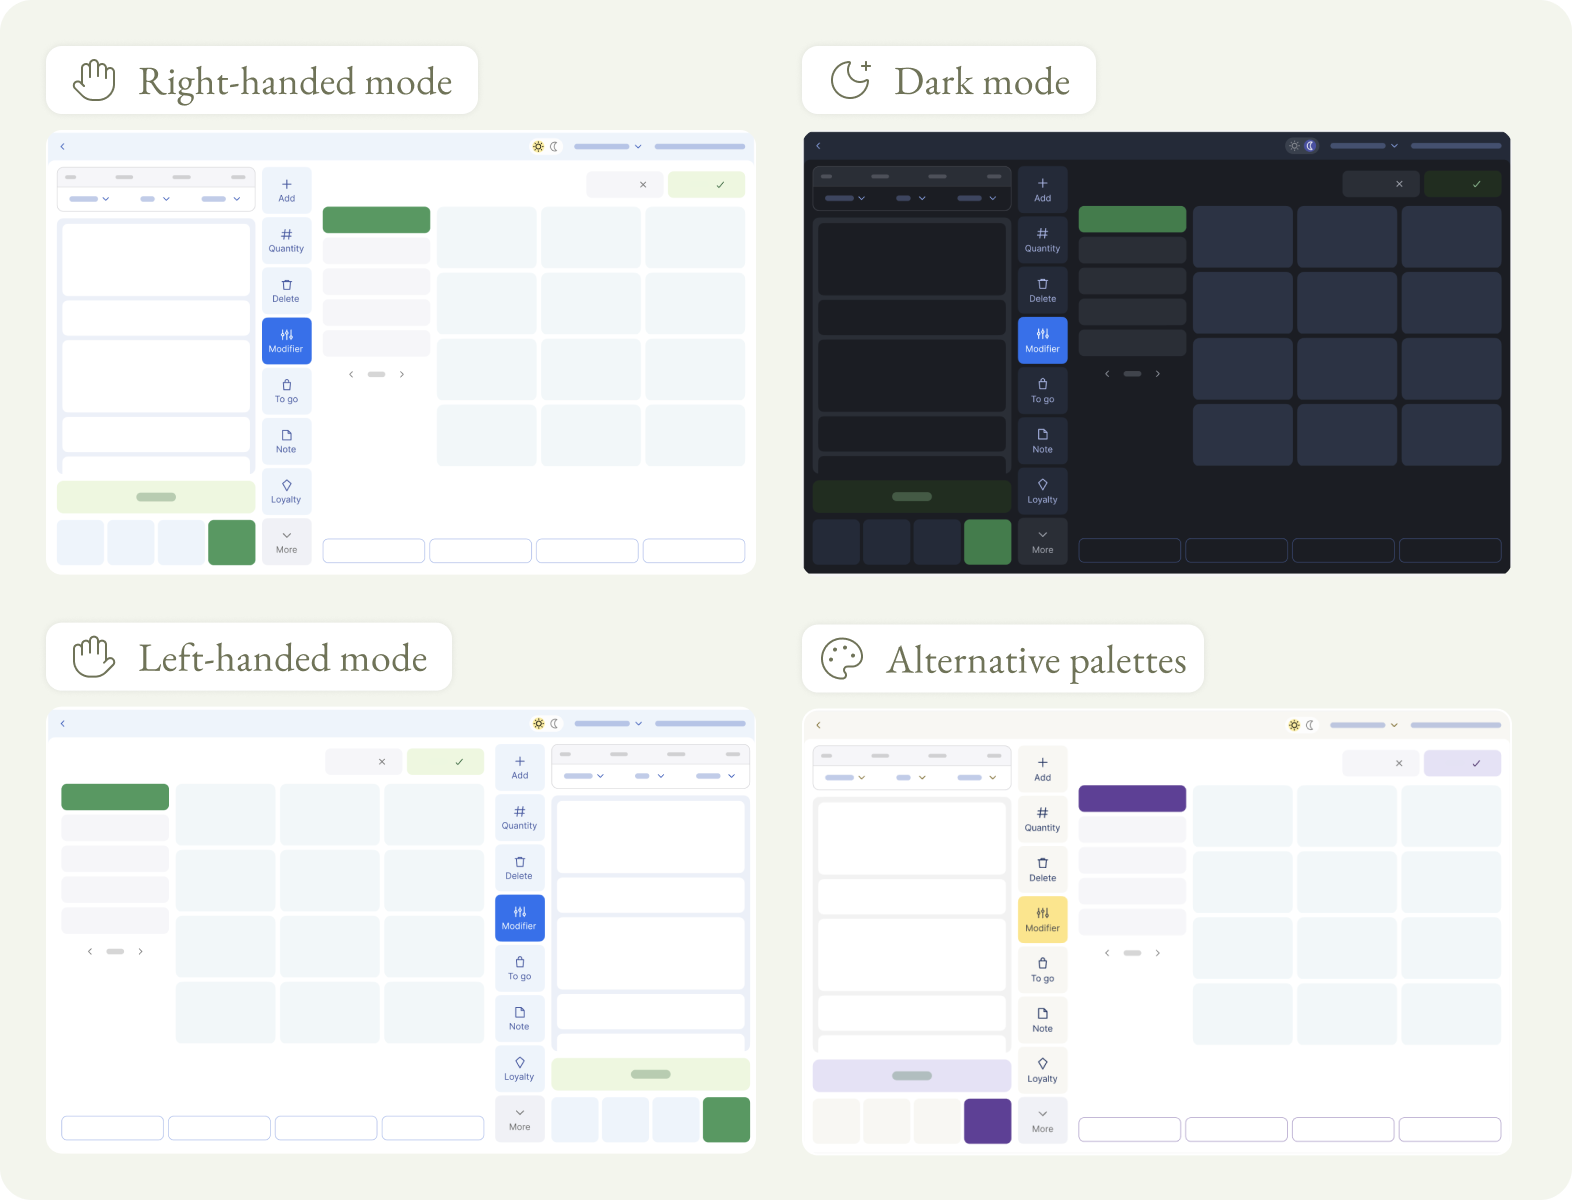 Right-handed mode
Add
Quantity
Delete
Modifier
To go
Note
Loyalty
More
Dark mode
Add
Quantity
Delete
Modifier
To go
Note
Loyalty
More
Left-handed mode
Add
Quantity
Delete
Modifier
To go
Note
Loyalty
More
Alternative palettes
Add
Quantity
Delete
Modifier
To go
Note
Loyalty
More